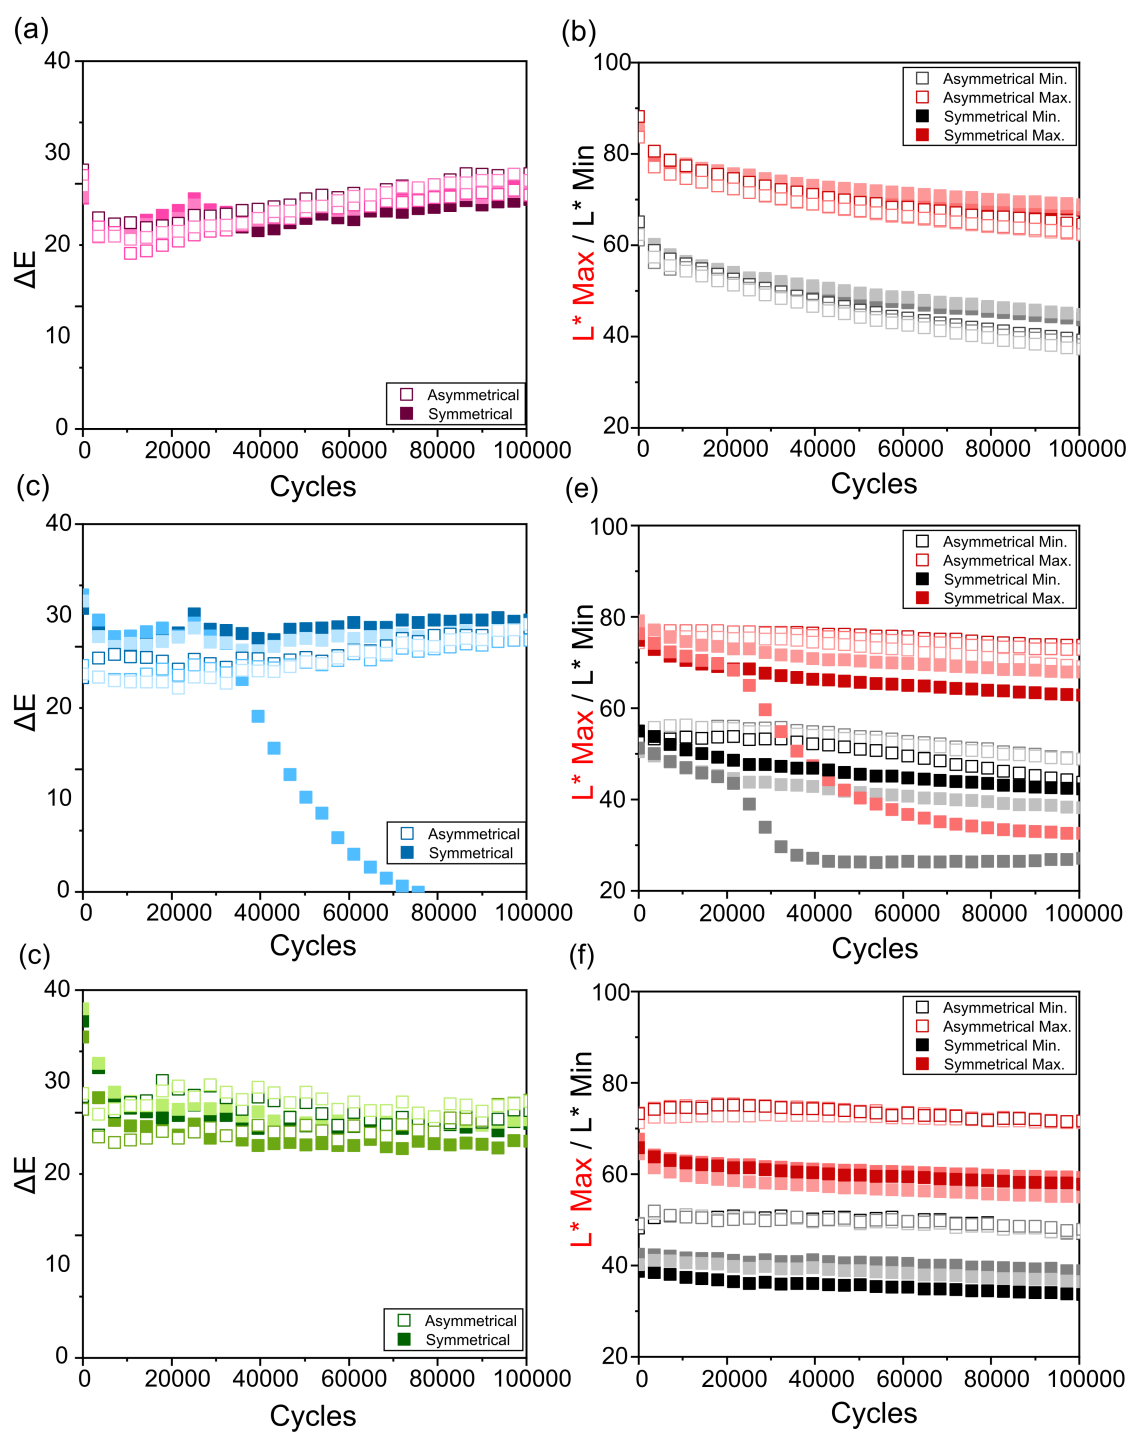 (a)
40
30
20
10
0
ΔE
Asymmetrical
Symmetrical
0 20000 40000 60000 80000 100000
Cycles
(b)
100
80
60
40
20
L* Max / L* Min
Asymmetrical Min.
Asymmetrical Max.
Symmetrical Min.
Symmetrical Max.
0 20000 40000 60000 80000 100000
Cycles
(c)
40
30
20
10
0
ΔE
Asymmetrical
Symmetrical
0 20000 40000 60000 80000 100000
Cycles
(e)
100
80
60
40
20
L* Max / L* Min
Asymmetrical Min.
Asymmetrical Max.
Symmetrical Min.
Symmetrical Max.
0 20000 40000 60000 80000 100000
Cycles
(c)
40
30
20
10
0
ΔE
Asymmetrical
Symmetrical
0 20000 40000 60000 80000 100000
Cycles
(f)
100
80
60
40
20
L* Max / L* Min
Asymmetrical Min.
Asymmetrical Max.
Symmetrical Min.
Symmetrical Max.
0 20000 40000 60000 80000 100000
Cycles